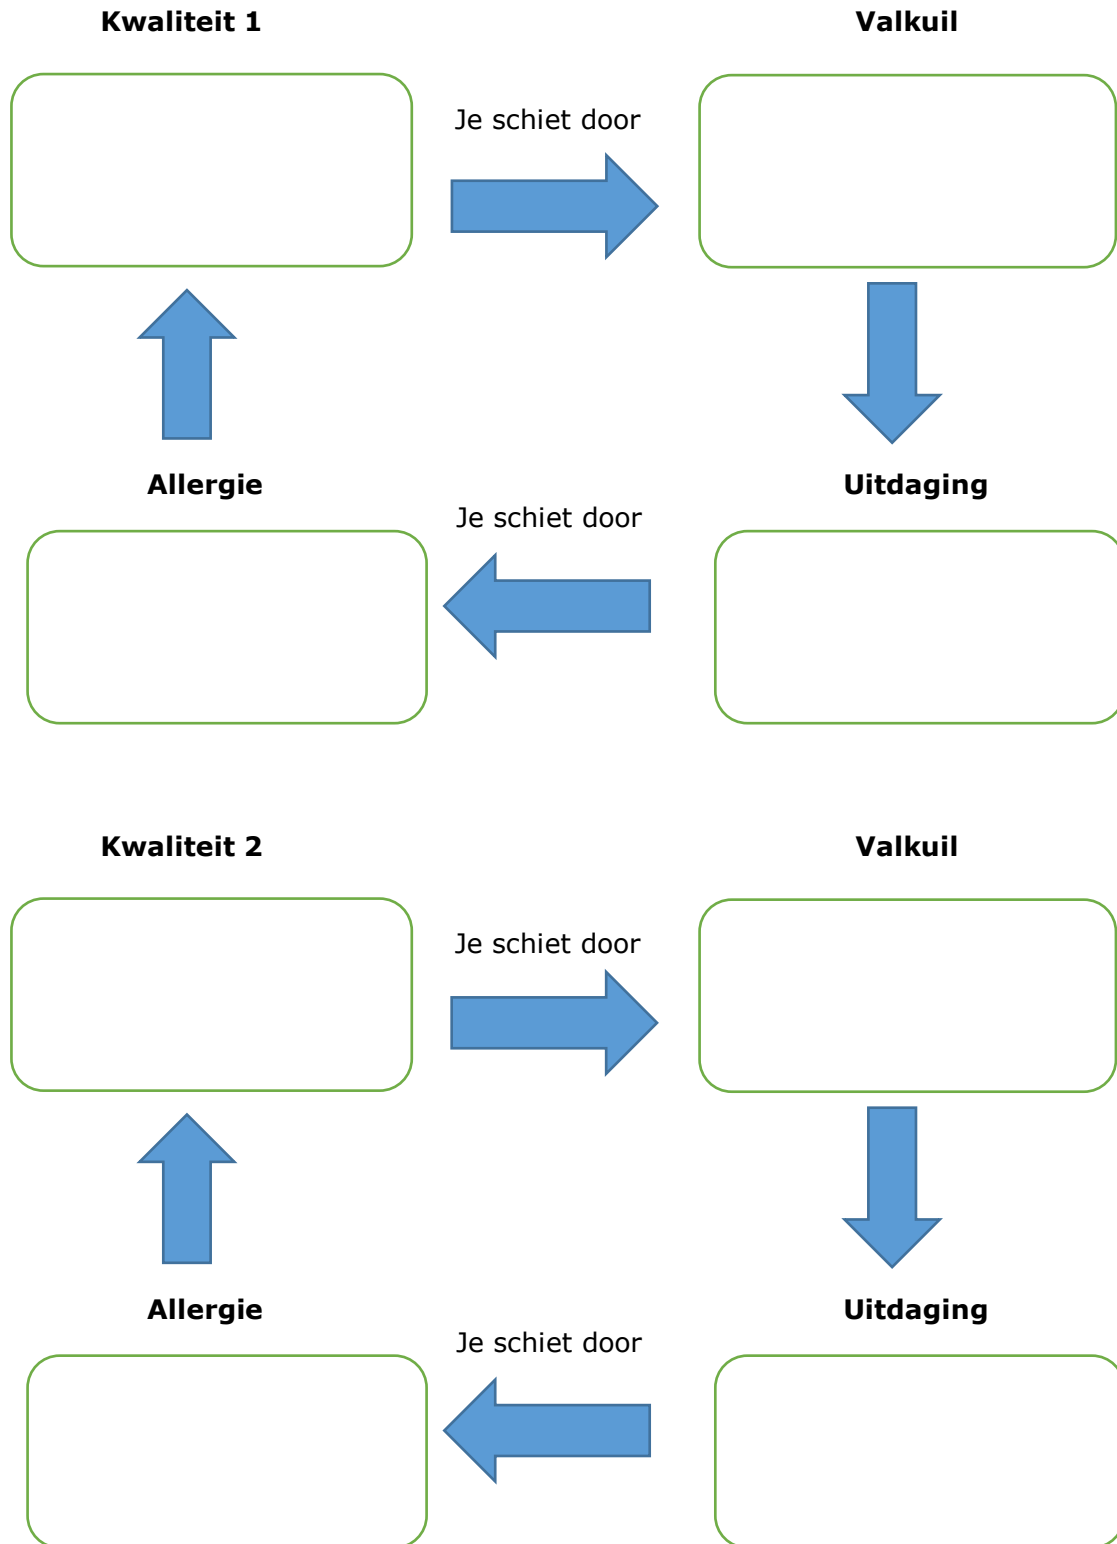 Kwaliteit 1
Valkuil
Je schiet door
Allergie
Uitdaging
Je schiet door
Kwaliteit 2
Valkuil
Je schiet door
Allergie
Uitdaging
Je schiet door